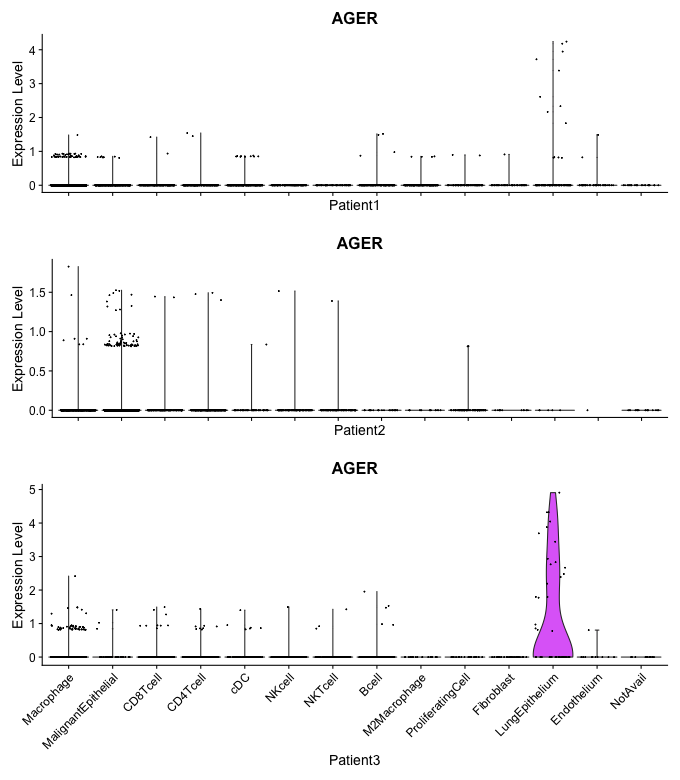 AGER
Expression Level
4
3
2
1
0
Patient1
AGER
Expression Level
1.5
1.0
0.5
0.0
Patient2
AGER
Expression Level
5
4
3
2
1
0
Macrophage
MalignantEpithelial
CD8Tcell
CD4Tcell
cDC
NKcell
NKTcell
Bcell
M2Macrophage
ProliferatingCell
Fibroblast
LungEpithelium
Endothelium
NotAvail
Patient3